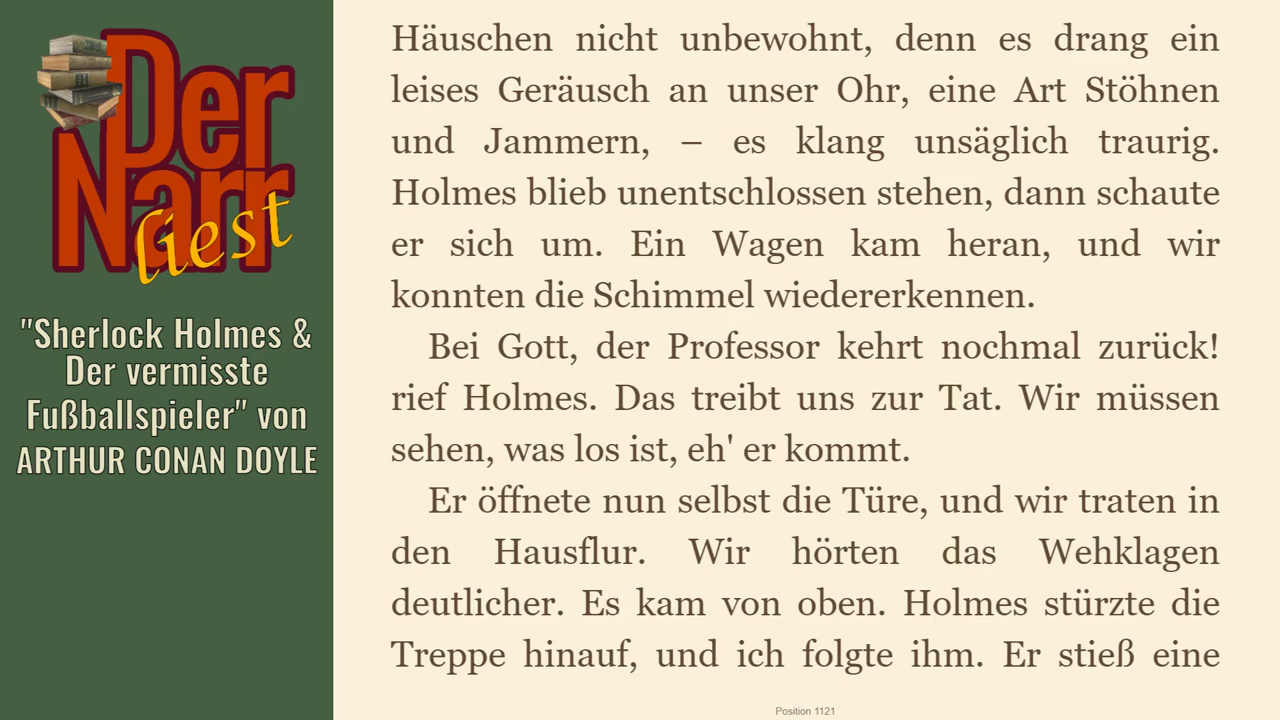 Der
Narr
liest
"Sherlock Holmes &
Der vermisste
Fußballspieler" von
ARTHUR CONAN DOYLE
Häuschen nicht unbewohnt, denn es drang ein
leises Geräusch an unser Ohr, eine Art Stöhnen
und Jammern, – es klang unsäglich traurig.
Holmes blieb unentschlossen stehen, dann schaute
er sich um. Ein Wagen kam heran, und wir
konnten die Schimmel wiedererkennen.
Bei Gott, der Professor kehrt nochmal zurück!
rief Holmes. Das treibt uns zur Tat. Wir müssen
sehen, was los ist, eh' er kommt.
Er öffnete nun selbst die Türe, und wir traten in
den Hausflur. Wir hörten das Wehklagen
deutlicher. Es kam von oben. Holmes stürzte die
Treppe hinauf, und ich folgte ihm. Er stieß eine
Position 1121